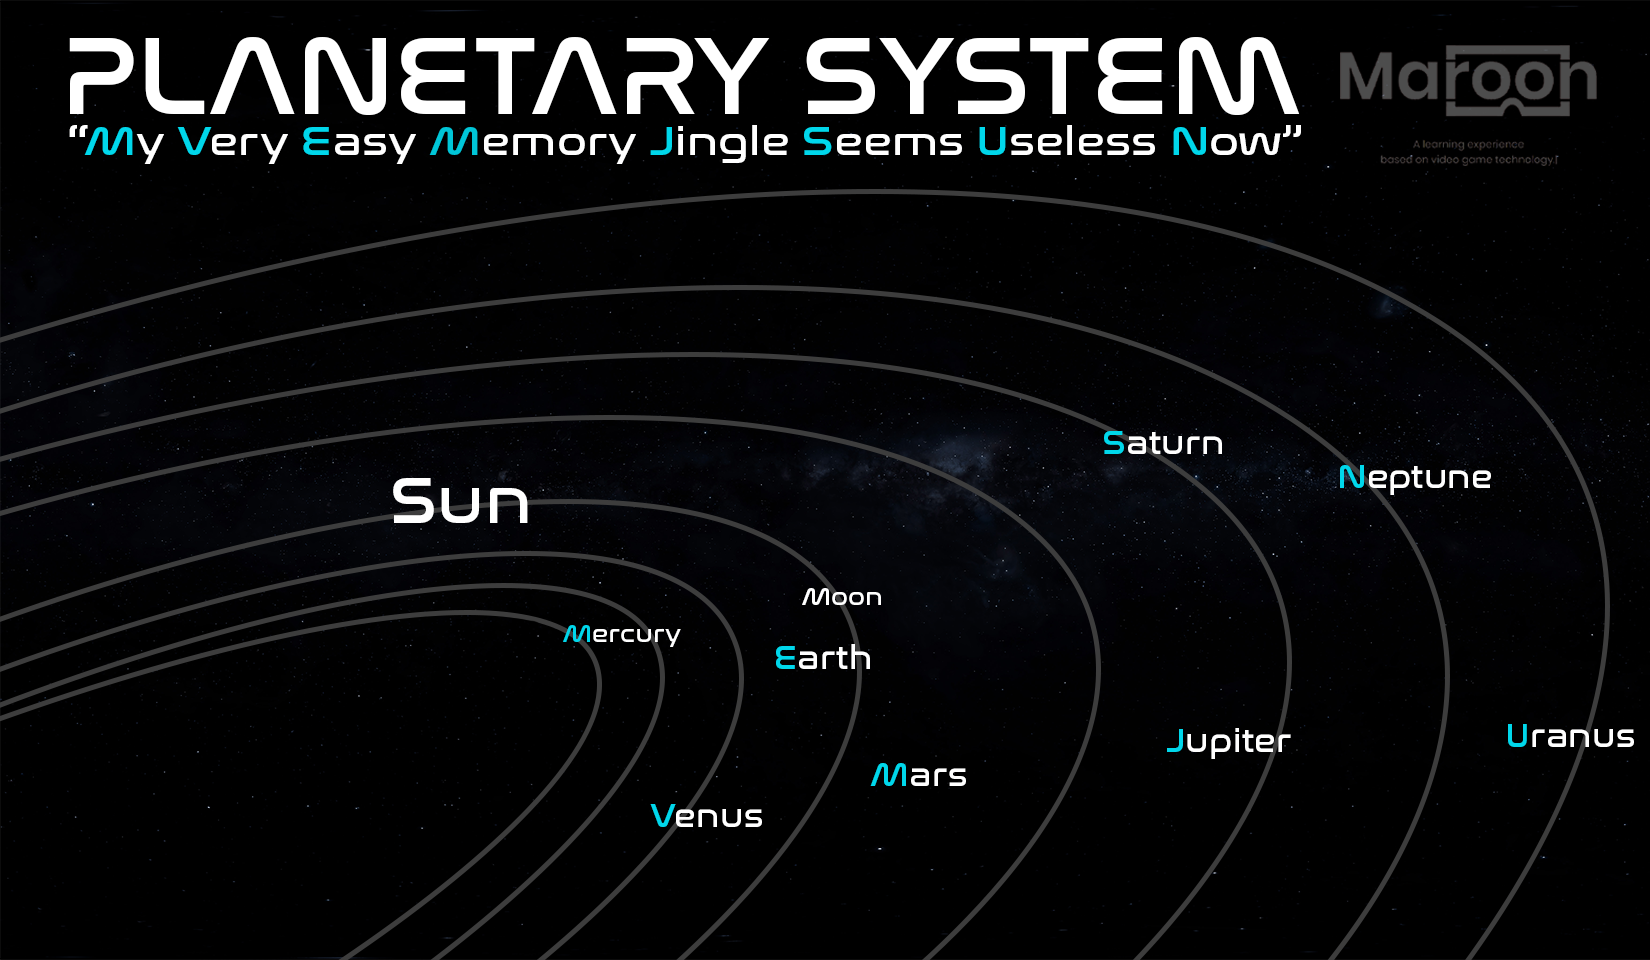 PLANETARY SYSTEM
“My Very Easy Memory Jingle Seems Useless Now”
Maroon
A learning experience
based on video game technology!
Saturn
Neptune
Sun
Moon
Mercury
Earth
Uranus
Jupiter
Mars
Venus